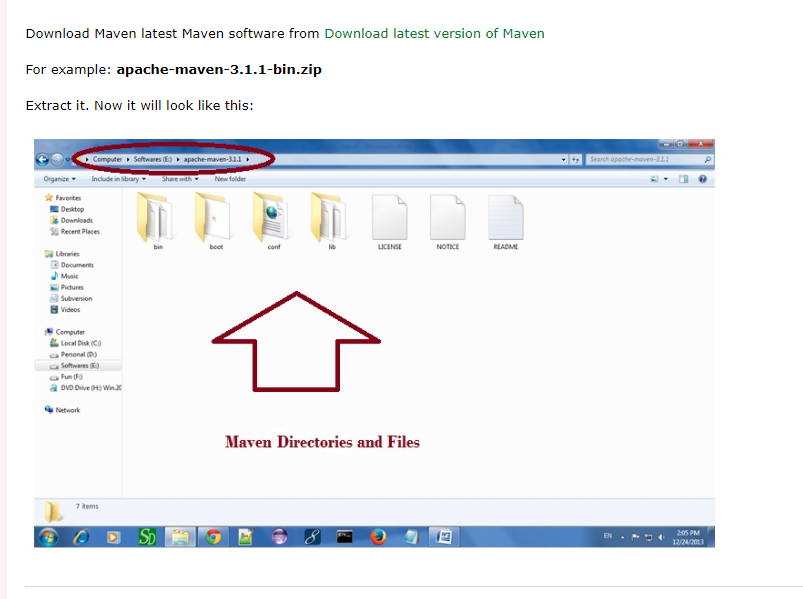 Download Maven latest Maven software from Download latest version of Maven
For example: apache-maven-3.1.1-bin.zip
Extract it. Now it will look like this:
Computer ▸ Softwares (E:) ▸ apache-maven-3.1.1 ▸
Search apache-maven-3.1.1
Organize Include in library Share with New folder
Favorites
Desktop
Downloads
Recent Places
Libraries
Documents
Music
Pictures
Subversion
Videos
Computer
Local Disk (C:)
Personal (D:)
Softwares (E:)
Fun (F:)
DVD Drive (H:) Win.2C
Network
bin boot conf lib LICENSE NOTICE README
Maven Directories and Files
7 items
EN
2:05 PM
12/24/2013